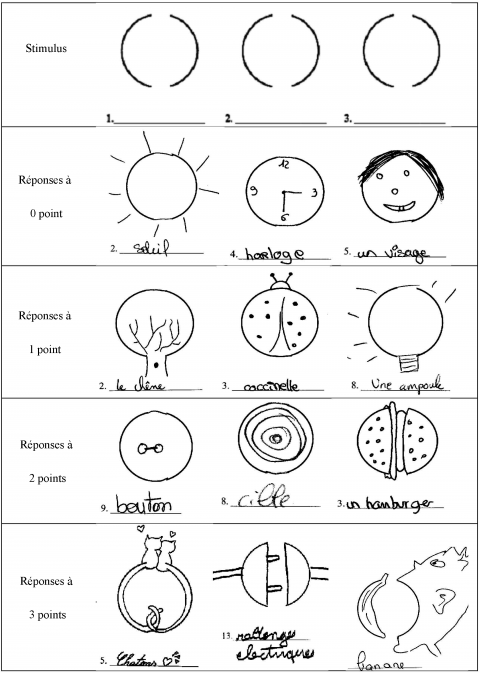 Stimulus
1. 2. 3.
Réponses à
0 point
12
9 3
6
2. soleil 4. horloge 5. un visage
Réponses à
1 point
2. le chêne 3. coccinelle 8. Une ampoule
Réponses à
2 points
9. bouton 8. cible 3. un hamburger
Réponses à
3 points
5. Chatons 13. rallonges
electriques
banane